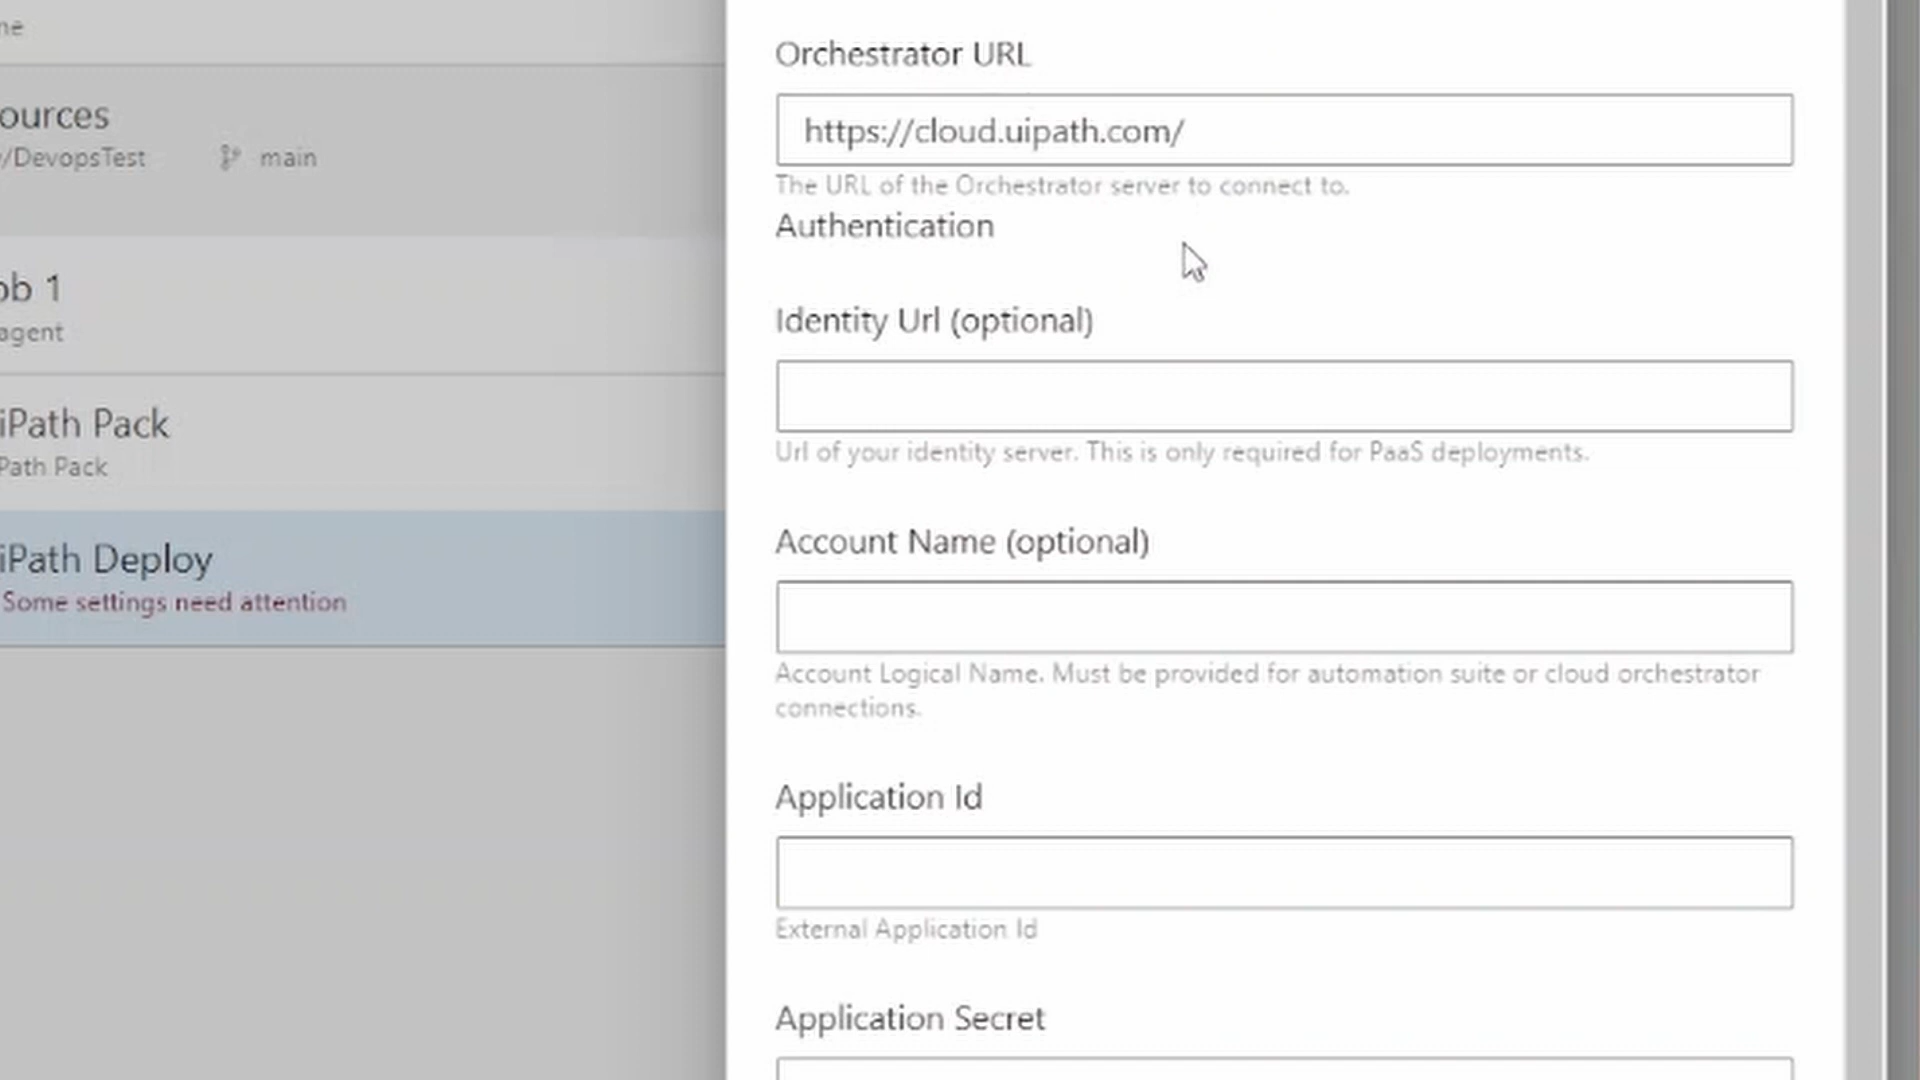 ne
ources
/DevopsTest
main
ob 1
agent
iPath Pack
Path Pack
iPath Deploy
Some settings need attention
Orchestrator URL
https://cloud.uipath.com/
The URL of the Orchestrator server to connect to.
Authentication
Identity Url (optional)
Url of your identity server. This is only required for PaaS deployments.
Account Name (optional)
Account Logical Name. Must be provided for automation suite or cloud orchestrator
connections.
Application Id
External Application Id
Application Secret